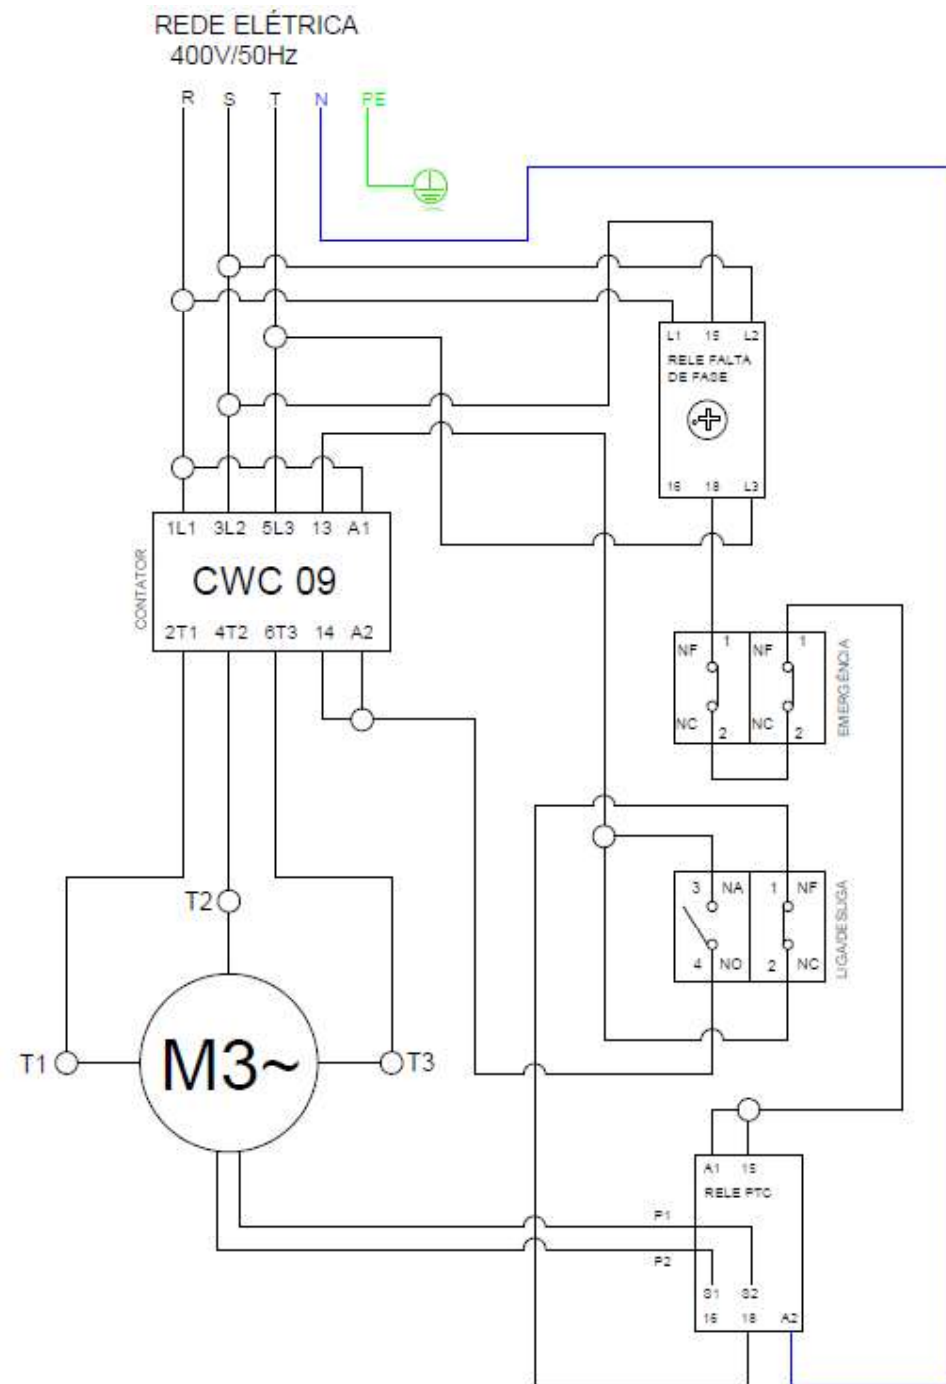 REDE ELÉTRICA
400V/50Hz
R S T N PE
L1 15 L2
RELE FALTA
DE FASE
16 18 L3
1L1 3L2 5L3 13 A1
CONTATOR
CWC 09
2T1 4T2 6T3 14 A2
NF 1 NF 1
NC 2 NC 2
EMERGÊNCIA
3 NA 1 NF
4 NO 2 NC
LIGA/DESLIGA
T2
T1
M3~
T3
A1 15
RELE PTC
P1
P2
S1 S2
16 18 A2